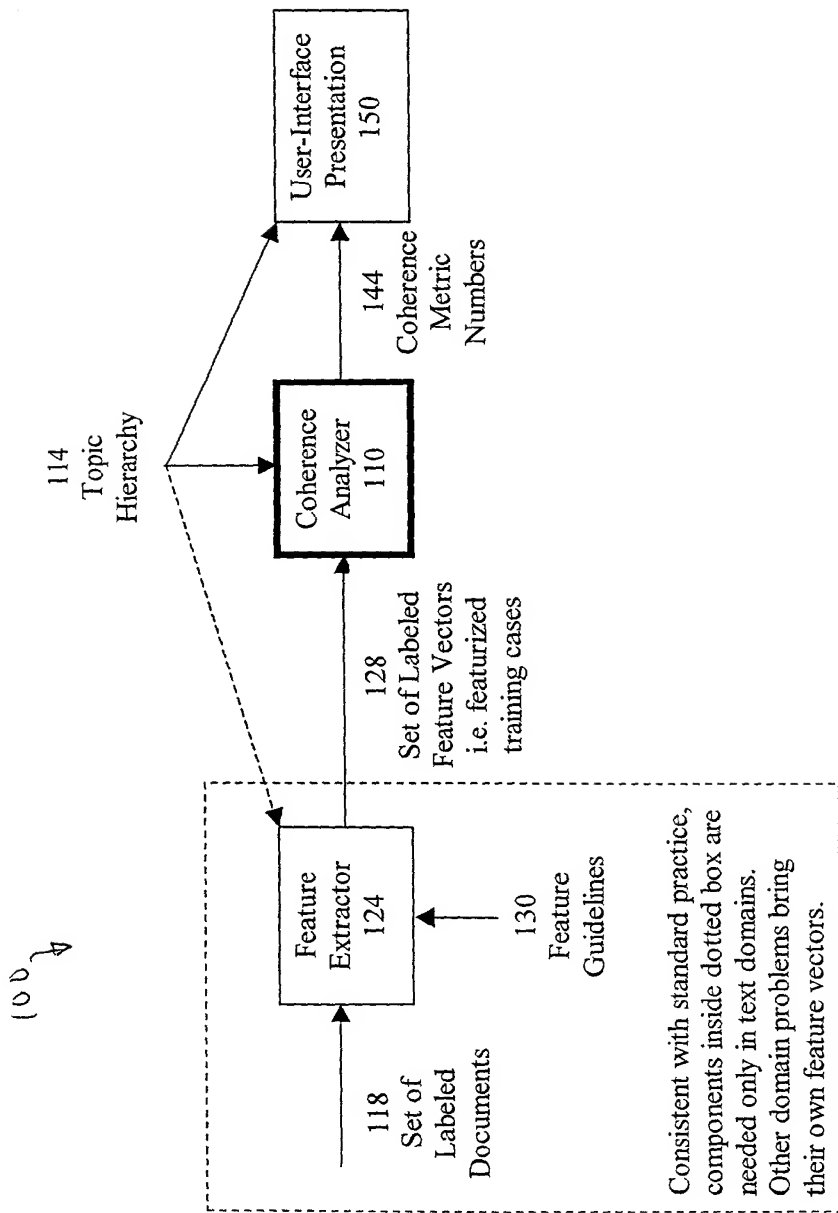 100
114
Topic
Hierarchy
118
Set of
Labeled
Documents
Feature
Extractor
124
130
Feature
Guidelines
128
Set of Labeled
Feature Vectors
i.e. featurized
training cases
Coherence
Analyzer
110
144
Coherence
Metric
Numbers
User-Interface
Presentation
150
Consistent with standard practice,
components inside dotted box are
needed only in text domains.
Other domain problems bring
their own feature vectors.